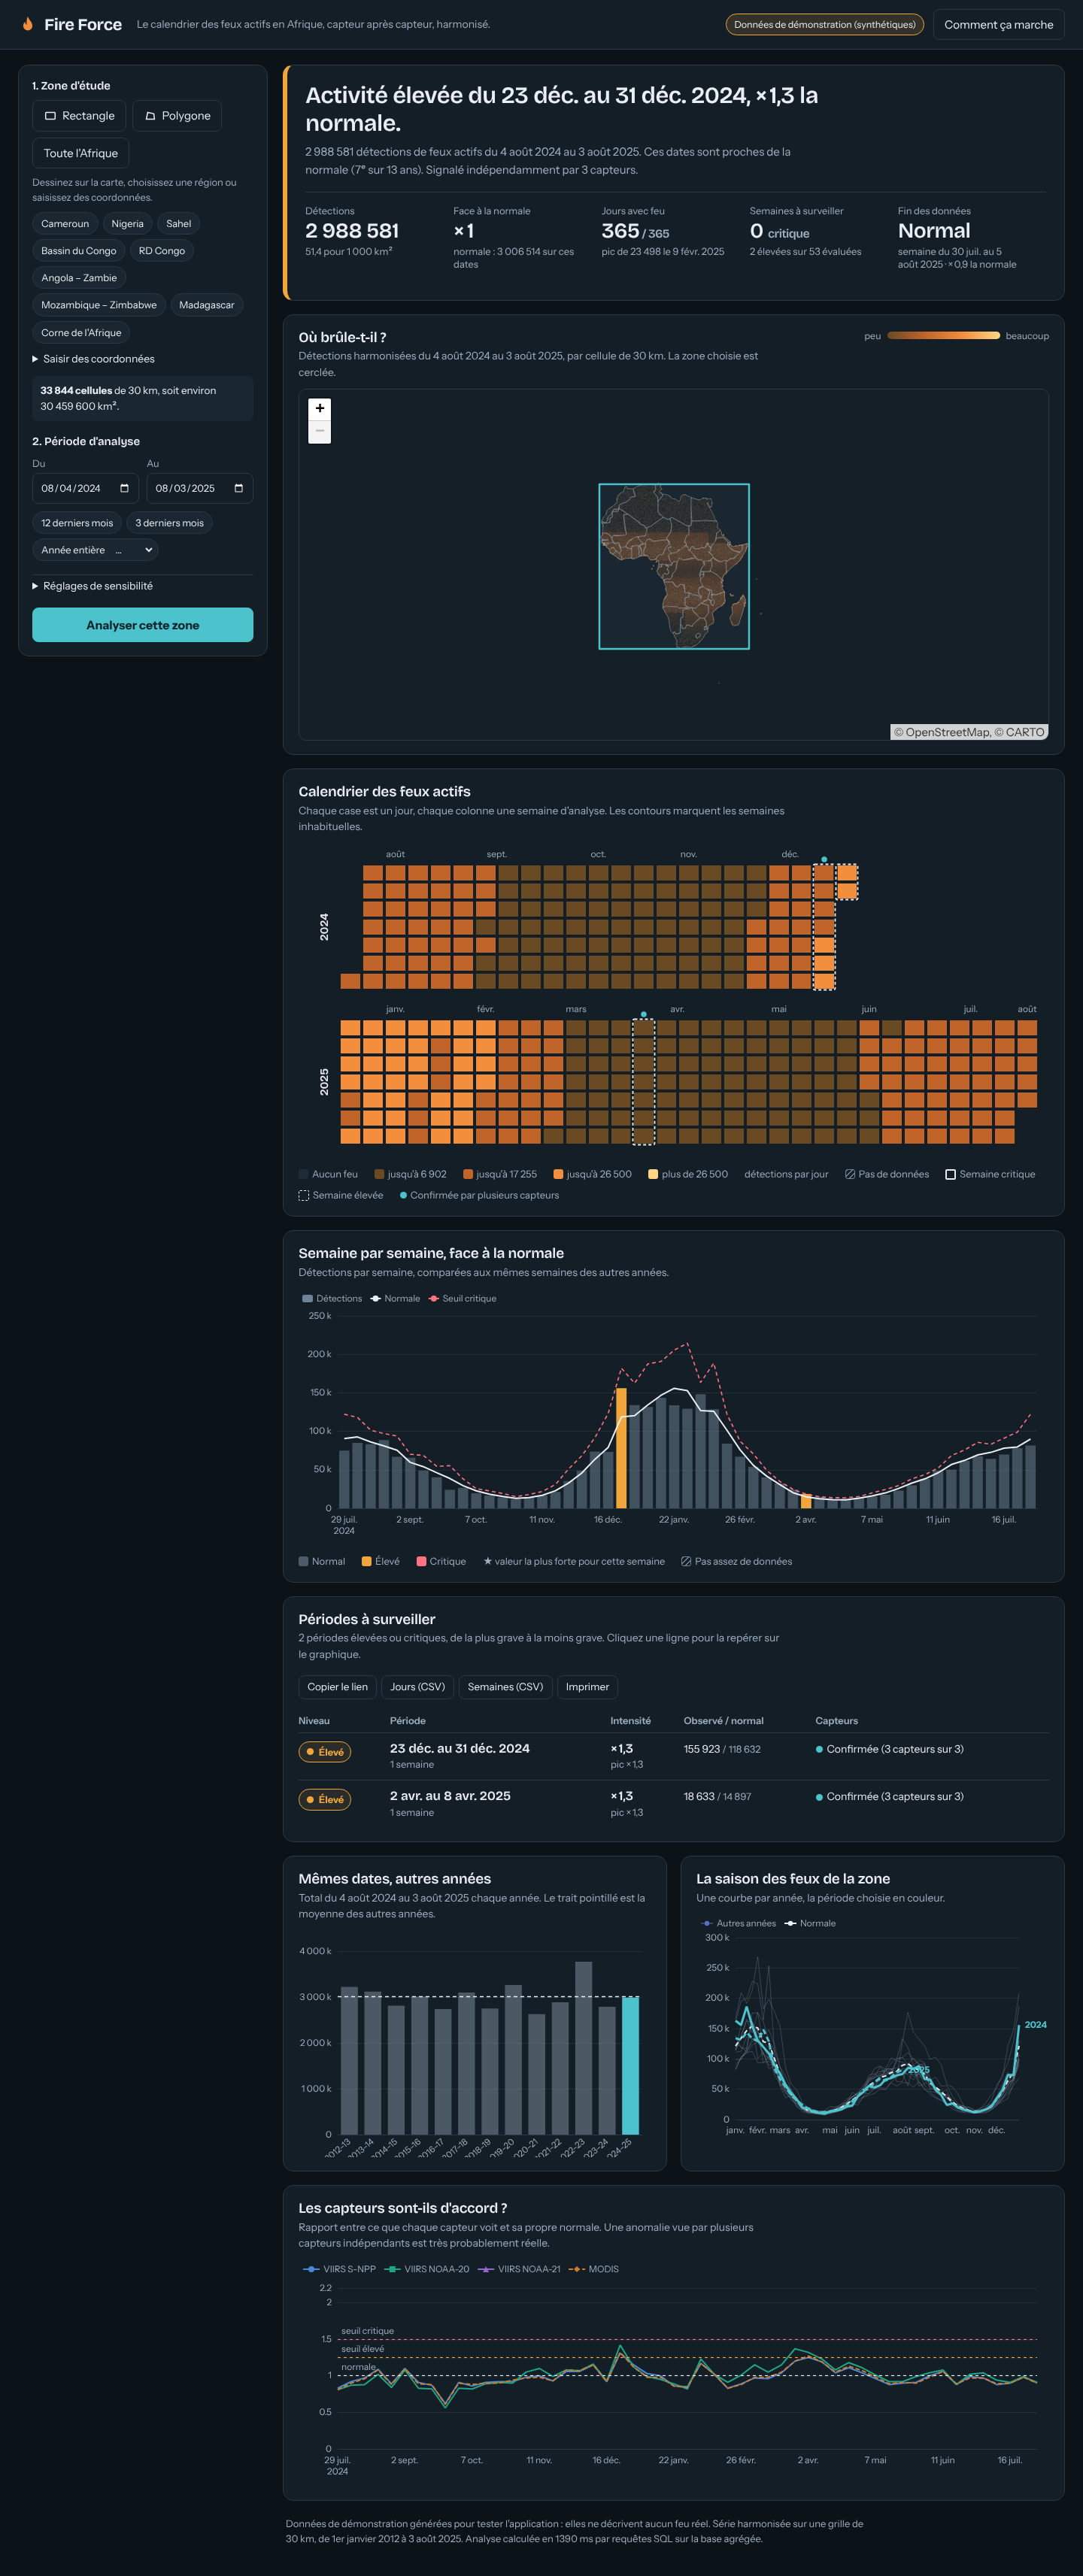 Fire Force
Le calendrier des feux actifs en Afrique, capteur après capteur, harmonisé.
Données de démonstration (synthétiques)
Comment ça marche
1. Zone d'étude
Rectangle
Polygone
Toute l'Afrique
Dessinez sur la carte, choisissez une région ou
saisissez des coordonnées.
Cameroun
Nigeria
Sahel
Bassin du Congo
RD Congo
Angola – Zambie
Mozambique – Zimbabwe
Madagascar
Corne de l'Afrique
Saisir des coordonnées
33 844 cellules de 30 km, soit environ
30 459 600 km².
2. Période d'analyse
Du
Au
08/04/2024
08/03/2025
12 derniers mois
3 derniers mois
Année entière ...
Réglages de sensibilité
Analyser cette zone
Activité élevée du 23 déc. au 31 déc. 2024, ×1,3 la
normale.
2 988 581 détections de feux actifs du 4 août 2024 au 3 août 2025. Ces dates sont proches de la
normale (7ᵉ sur 13 ans). Signalé indépendamment par 3 capteurs.
Détections
2 988 581
51,4 pour 1 000 km²
Face à la normale
×1
normale : 3 006 514 sur ces
dates
Jours avec feu
365 / 365
pic de 23 498 le 9 févr. 2025
Semaines à surveiller
0 critique
2 élevées sur 53 évaluées
Fin des données
Normal
semaine du 30 juil. au 5
août 2025 · ×0,9 la normale
Où brûle-t-il ?
Détections harmonisées du 4 août 2024 au 3 août 2025, par cellule de 30 km. La zone choisie est
cerclée.
peu
beaucoup
+
−
© OpenStreetMap, © CARTO
Calendrier des feux actifs
Chaque case est un jour, chaque colonne une semaine d'analyse. Les contours marquent les semaines
inhabituelles.
août sept. oct. nov. déc.
2024
janv. févr. mars avr. mai juin juil. août
2025
Aucun feu
jusqu'à 6 902
jusqu'à 17 255
jusqu'à 26 500
plus de 26 500
détections par jour
Pas de données
Semaine critique
Semaine élevée
Confirmée par plusieurs capteurs
Semaine par semaine, face à la normale
Détections par semaine, comparées aux mêmes semaines des autres années.
Détections
Normale
Seuil critique
250 k
200 k
150 k
100 k
50 k
0
29 juil. 2 sept. 7 oct. 11 nov. 16 déc. 22 janv. 26 févr. 2 avr. 7 mai 11 juin 16 juil.
2024
Normal
Élevé
Critique
★ valeur la plus forte pour cette semaine
Pas assez de données
Périodes à surveiller
2 périodes élevées ou critiques, de la plus grave à la moins grave. Cliquez une ligne pour la repérer sur
le graphique.
Copier le lien
Jours (CSV)
Semaines (CSV)
Imprimer
Niveau Période Intensité Observé / normal Capteurs
Élevé 23 déc. au 31 déc. 2024 ×1,3 155 923 / 118 632 Confirmée (3 capteurs sur 3)
1 semaine pic ×1,3
Élevé 2 avr. au 8 avr. 2025 ×1,3 18 633 / 14 897 Confirmée (3 capteurs sur 3)
1 semaine pic ×1,3
Mêmes dates, autres années
Total du 4 août 2024 au 3 août 2025 chaque année. Le trait pointillé est la
moyenne des autres années.
4 000 k
3 000 k
2 000 k
1 000 k
0
2012-13 2013-14 2014-15 2015-16 2016-17 2017-18 2018-19 2019-20 2020-21 2021-22 2022-23 2023-24 2024-25
La saison des feux de la zone
Une courbe par année, la période choisie en couleur.
Autres années
Normale
300 k
250 k
200 k
150 k
100 k
50 k
0
2024
2025
janv. févr. mars avr. mai juin juil. août sept. oct. nov. déc.
Les capteurs sont-ils d'accord ?
Rapport entre ce que chaque capteur voit et sa propre normale. Une anomalie vue par plusieurs
capteurs indépendants est très probablement réelle.
VIIRS S-NPP
VIIRS NOAA-20
VIIRS NOAA-21
MODIS
2.2
2
1.5
1
0.5
0
seuil critique
seuil élevé
normale
29 juil. 2 sept. 7 oct. 11 nov. 16 déc. 22 janv. 26 févr. 2 avr. 7 mai 11 juin 16 juil.
2024
Données de démonstration générées pour tester l'application : elles ne décrivent aucun feu réel. Série harmonisée sur une grille de
30 km, de 1er janvier 2012 à 3 août 2025. Analyse calculée en 1390 ms par requêtes SQL sur la base agrégée.